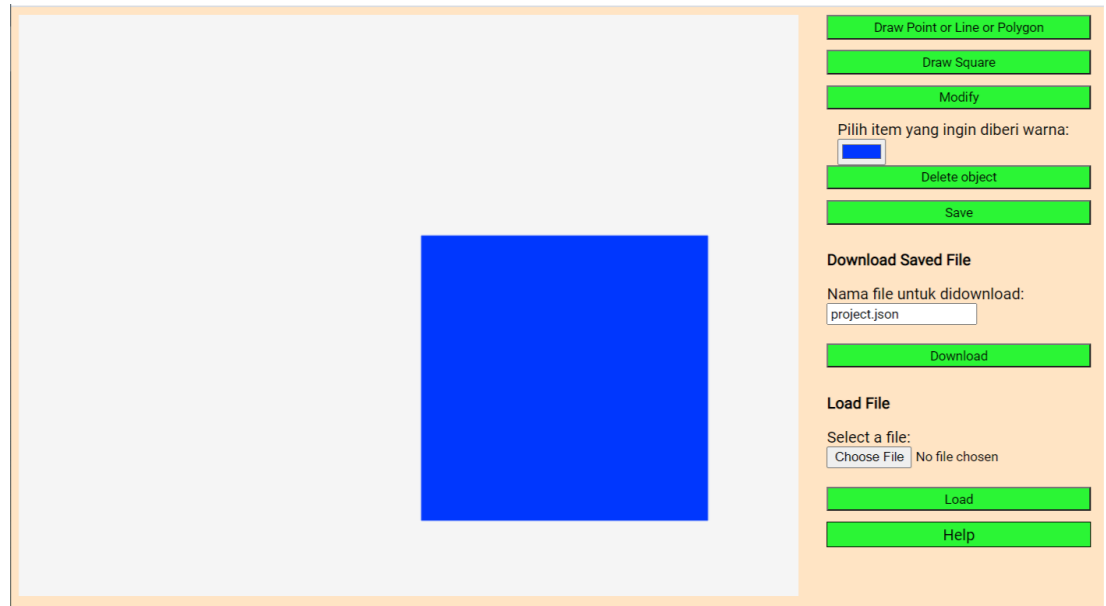 Draw Point or Line or Polygon
Draw Square
Modify
Pilih item yang ingin diberi warna:
Delete object
Save
Download Saved File
Nama file untuk didownload:
project.json
Download
Load File
Select a file:
Choose File No file chosen
Load
Help